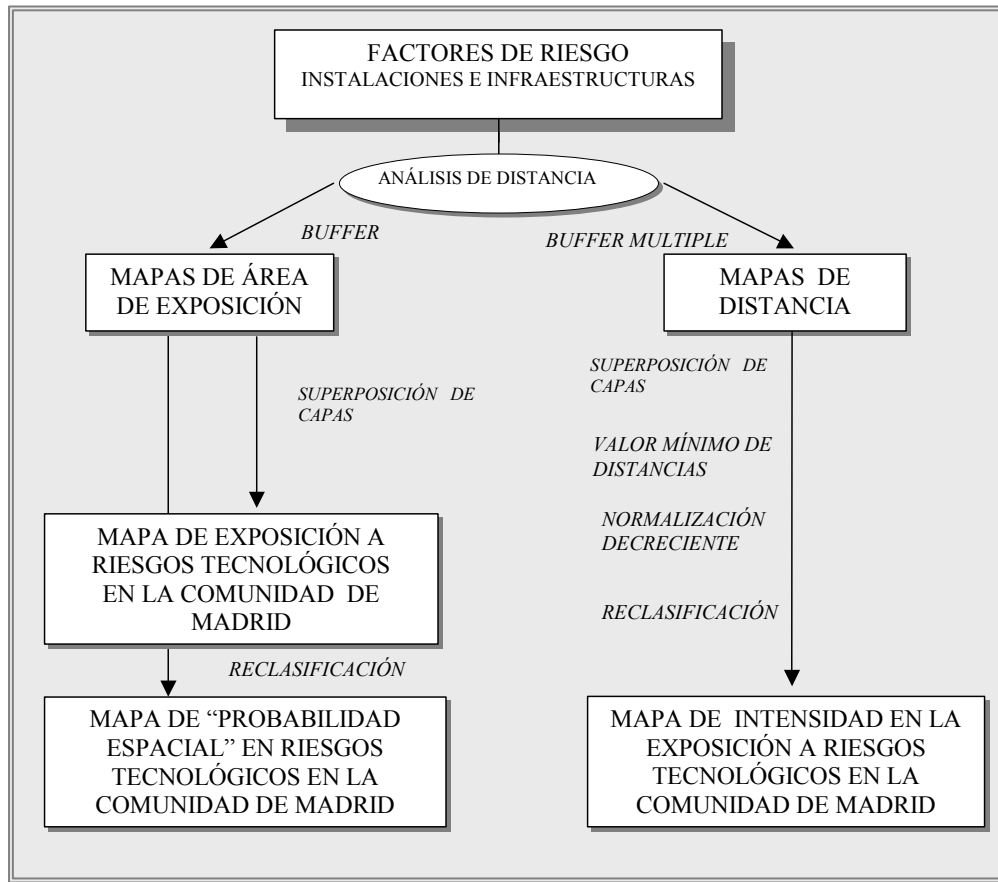 FACTORES DE RIESGO
INSTALACIONES E INFRAESTRUCTURAS
ANÁLISIS DE DISTANCIA
BUFFER
BUFFER MULTIPLE
MAPAS DE ÁREA
DE EXPOSICIÓN
MAPAS DE
DISTANCIA
SUPERPOSICIÓN DE
CAPAS
SUPERPOSICIÓN DE
CAPAS
VALOR MÍNIMO DE
DISTANCIAS
NORMALIZACIÓN
DECRECIENTE
MAPA DE EXPOSICIÓN A
RIESGOS TECNOLÓGICOS
EN LA COMUNIDAD DE
MADRID
RECLASIFICACIÓN
RECLASIFICACIÓN
MAPA DE “PROBABILIDAD
ESPACIAL” EN RIESGOS
TECNOLÓGICOS EN LA
COMUNIDAD DE MADRID
MAPA DE INTENSIDAD EN LA
EXPOSICIÓN A RIESGOS
TECNOLÓGICOS EN LA
COMUNIDAD DE MADRID